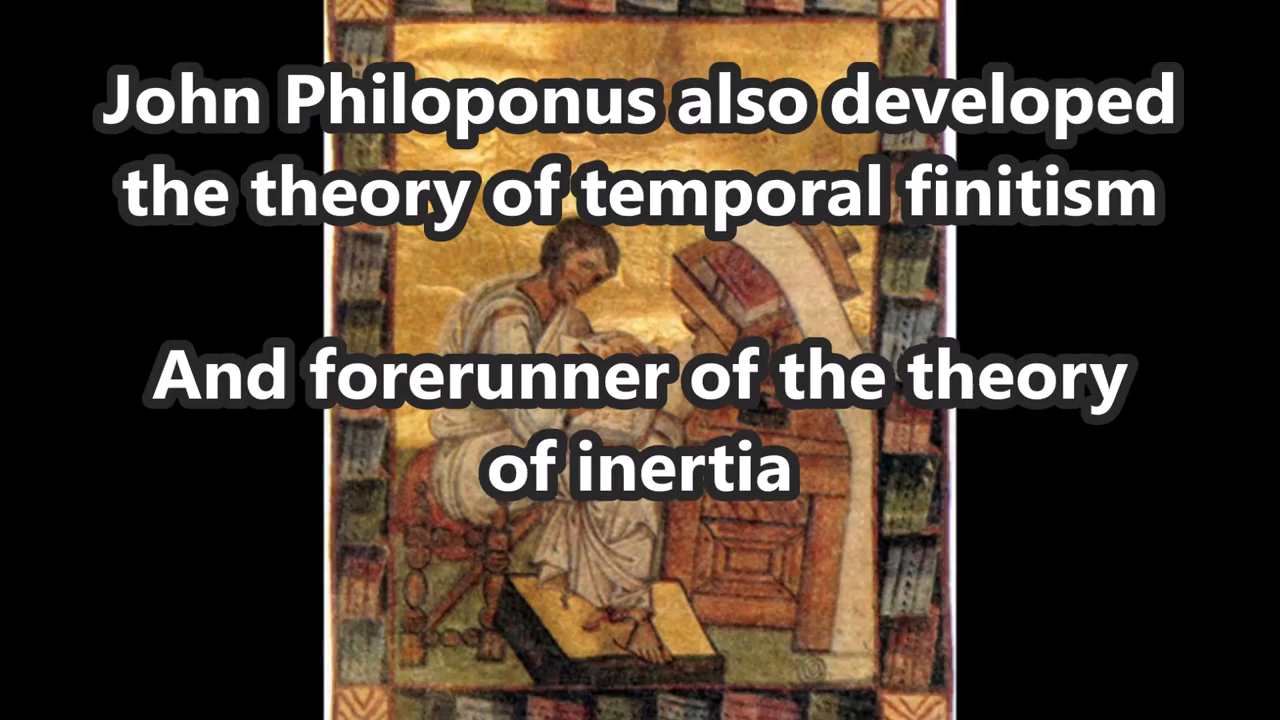 John Philoponus also developed
the theory of temporal finitism
And forerunner of the theory
of inertia